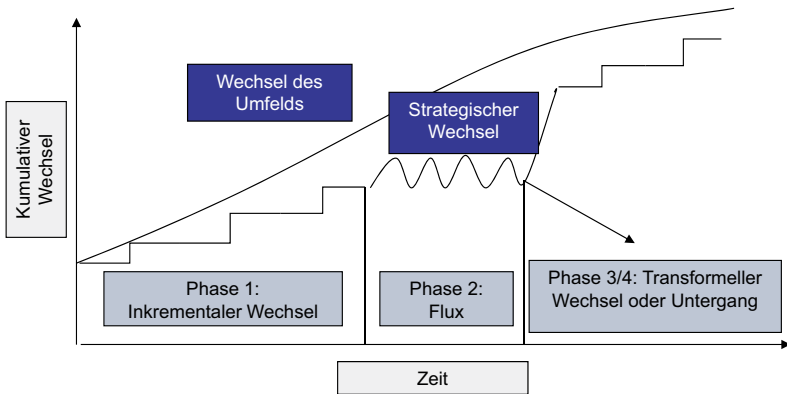 Wechsel des
Umfelds
Strategischer
Wechsel
Kumulativer
Wechsel
Phase 1:
Inkrementaler Wechsel
Phase 2:
Flux
Phase 3/4: Transformeller
Wechsel oder Untergang
Zeit